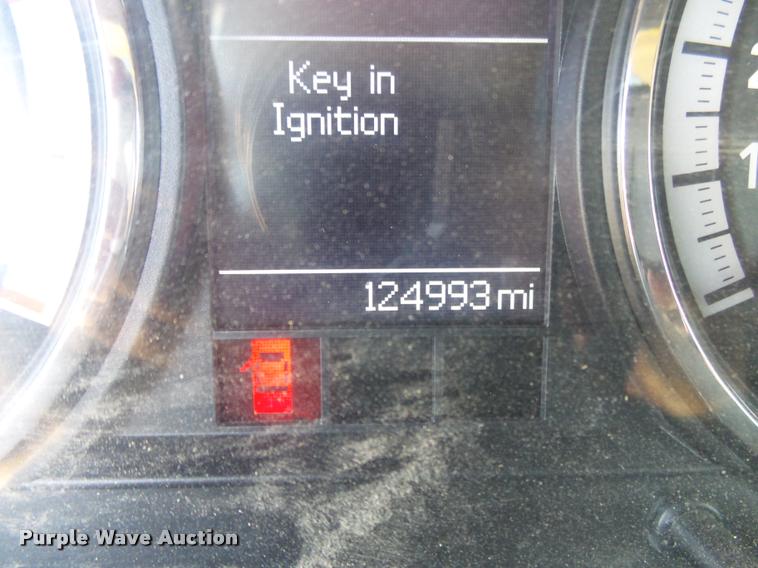 Key in
Ignition
124993 mi
Purple Wave Auction